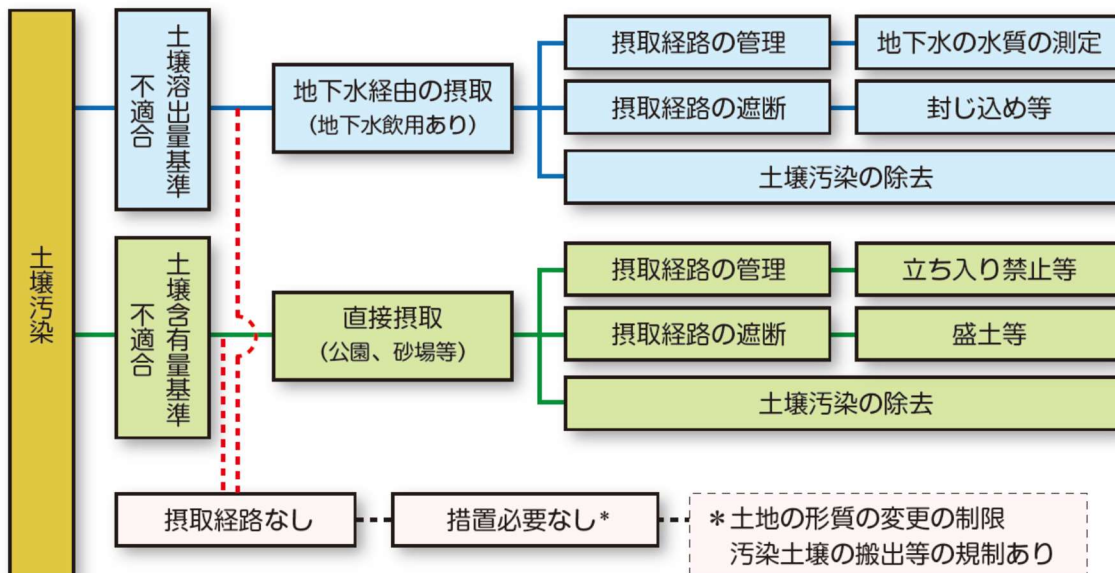 土壌汚染
土壌溶出量基準
不適合
地下水経由の摂取
(地下水飲用あり)
摂取経路の管理
地下水の水質の測定
摂取経路の遮断
封じ込め等
土壌汚染の除去
土壌含有量基準
不適合
直接摂取
(公園、砂場等)
摂取経路の管理
立ち入り禁止等
摂取経路の遮断
盛土等
土壌汚染の除去
摂取経路なし
措置必要なし*
*土地の形質の変更の制限
汚染土壌の搬出等の規制あり